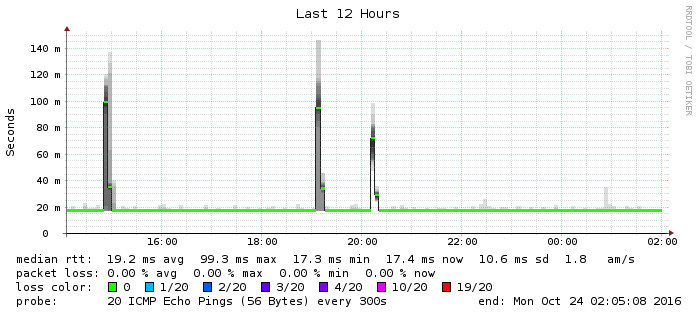 Last 12 Hours
RRDTOOL / TOBI OETIKER
Seconds
140 m
120 m
100 m
80 m
60 m
40 m
20 m
0
16:00 18:00 20:00 22:00 00:00 02:00
median rtt: 19.2 ms avg 99.3 ms max 17.3 ms min 17.4 ms now 10.6 ms sd 1.8 am/s
packet loss: 0.00 % avg 0.00 % max 0.00 % min 0.00 % now
loss color: 0 1/20 2/20 3/20 4/20 10/20 19/20
probe: 20 ICMP Echo Pings (56 Bytes) every 300s end: Mon Oct 24 02:05:08 2016